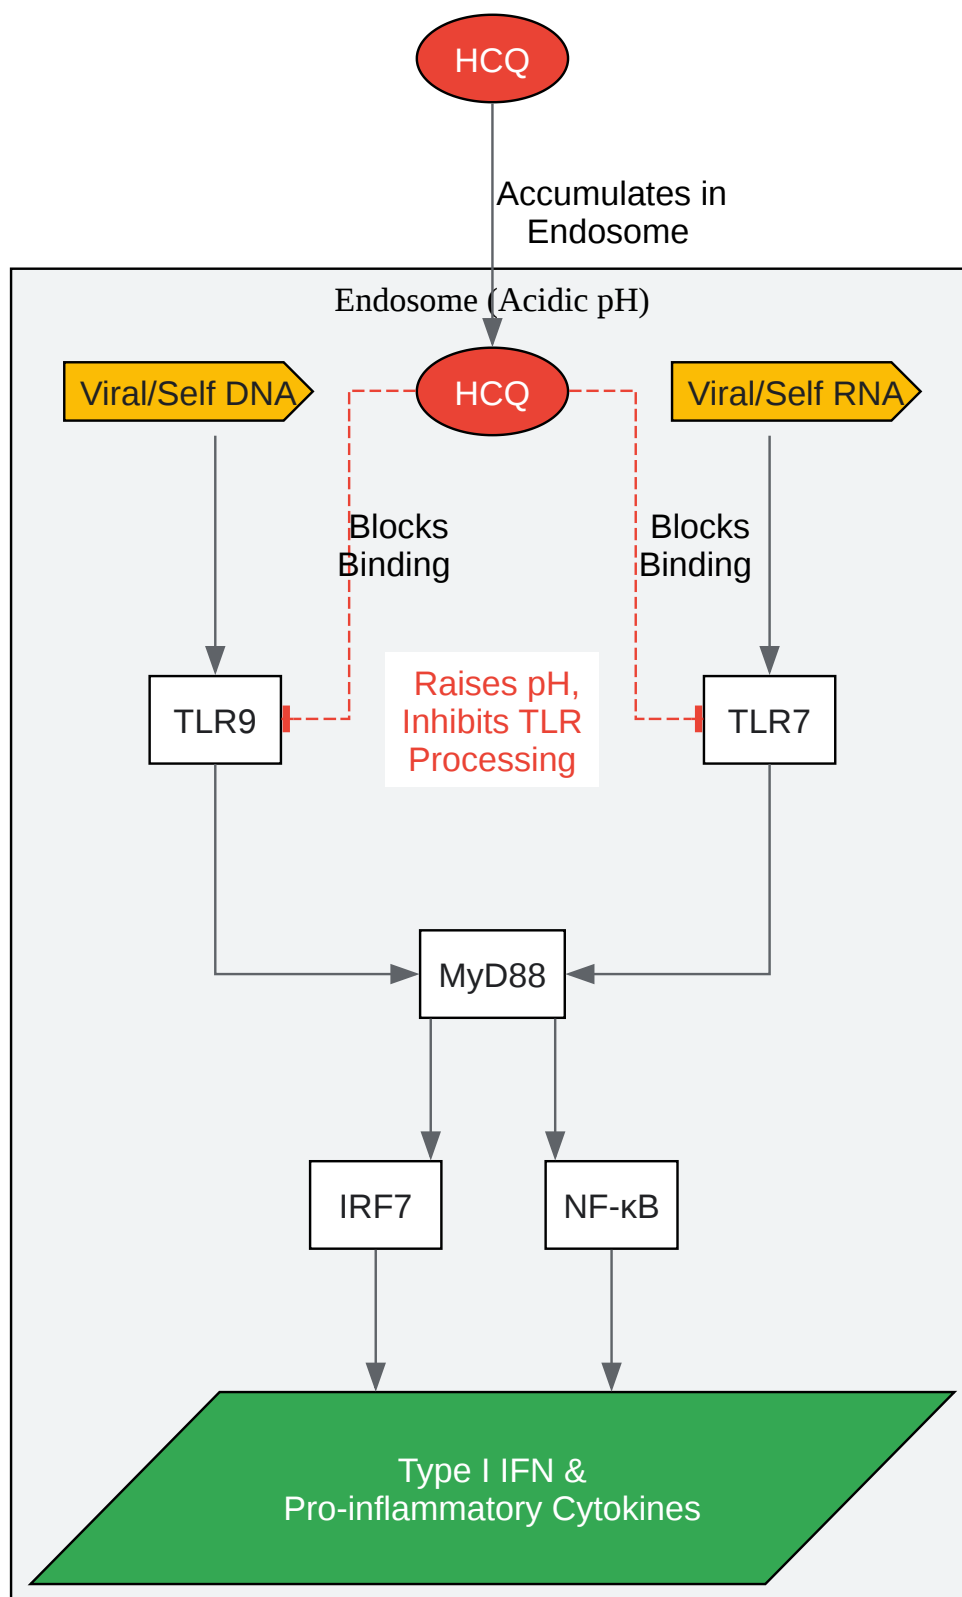 HCQ
Accumulates in
Endosome
Endosome (Acidic pH)
Viral/Self DNA
HCQ
Viral/Self RNA
Blocks
Binding
Blocks
Binding
TLR9
Raises pH,
Inhibits TLR
Processing
TLR7
MyD88
IRF7
NF-κB
Type I IFN &
Pro-inflammatory Cytokines